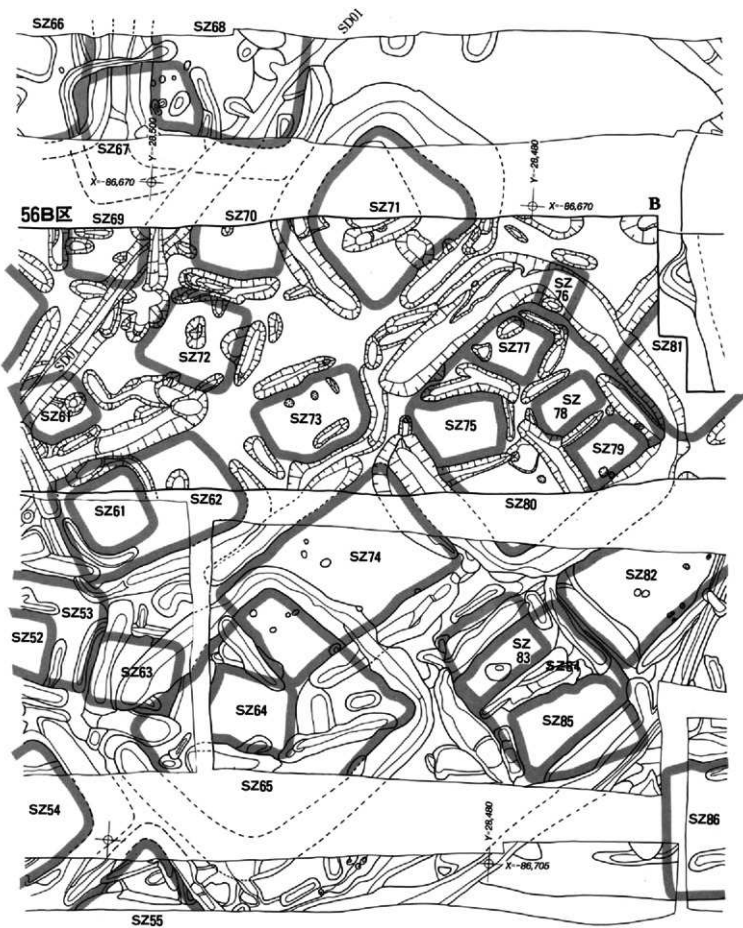 SZ66
SZ68
SD01
SZ67
Y=-28,500
X=-86,670
Y=-28,480
X=-86,670
56B区
SZ69
SZ70
SZ71
B
SZ
76
SZ72
SZ77
SZ81
SD01
SZ61
SZ73
SZ75
SZ
78
SZ79
SZ61
SZ62
SZ80
SZ74
SZ82
SZ53
SZ52
SZ63
SZ
83
SZ84
SZ64
SZ85
SZ65
SZ54
Y=-28,480
SZ86
X=-86,705
SZ55